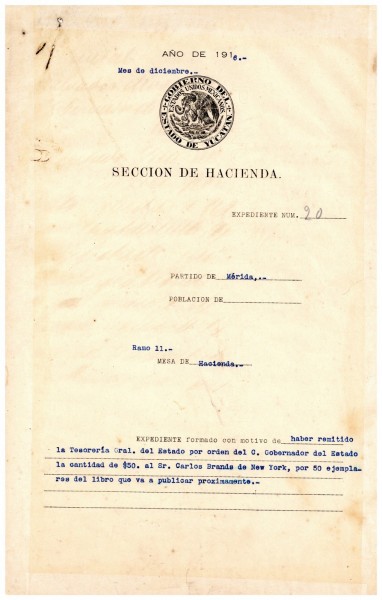 AÑO DE 1916.-
Mes de diciembre.-
GOBIERNO DEL
ESTADOS UNIDOS MEXICANOS
ESTADO DE YUCATAN
SECCION DE HACIENDA.
EXPEDIENTE NUM. 20
PARTIDO DE Mérida,.-
POBLACION DE
Ramo 11.-
MESA DE Hacienda.-
EXPEDIENTE formado con motivo de haber remitido
la Tesorería Gral. del Estado por orden del C. Gobernador del Estado
la cantidad de $50. al Sr. Carlos Brands de New York, por 50 ejempla-
res del libro que va a publicar proximamente.-